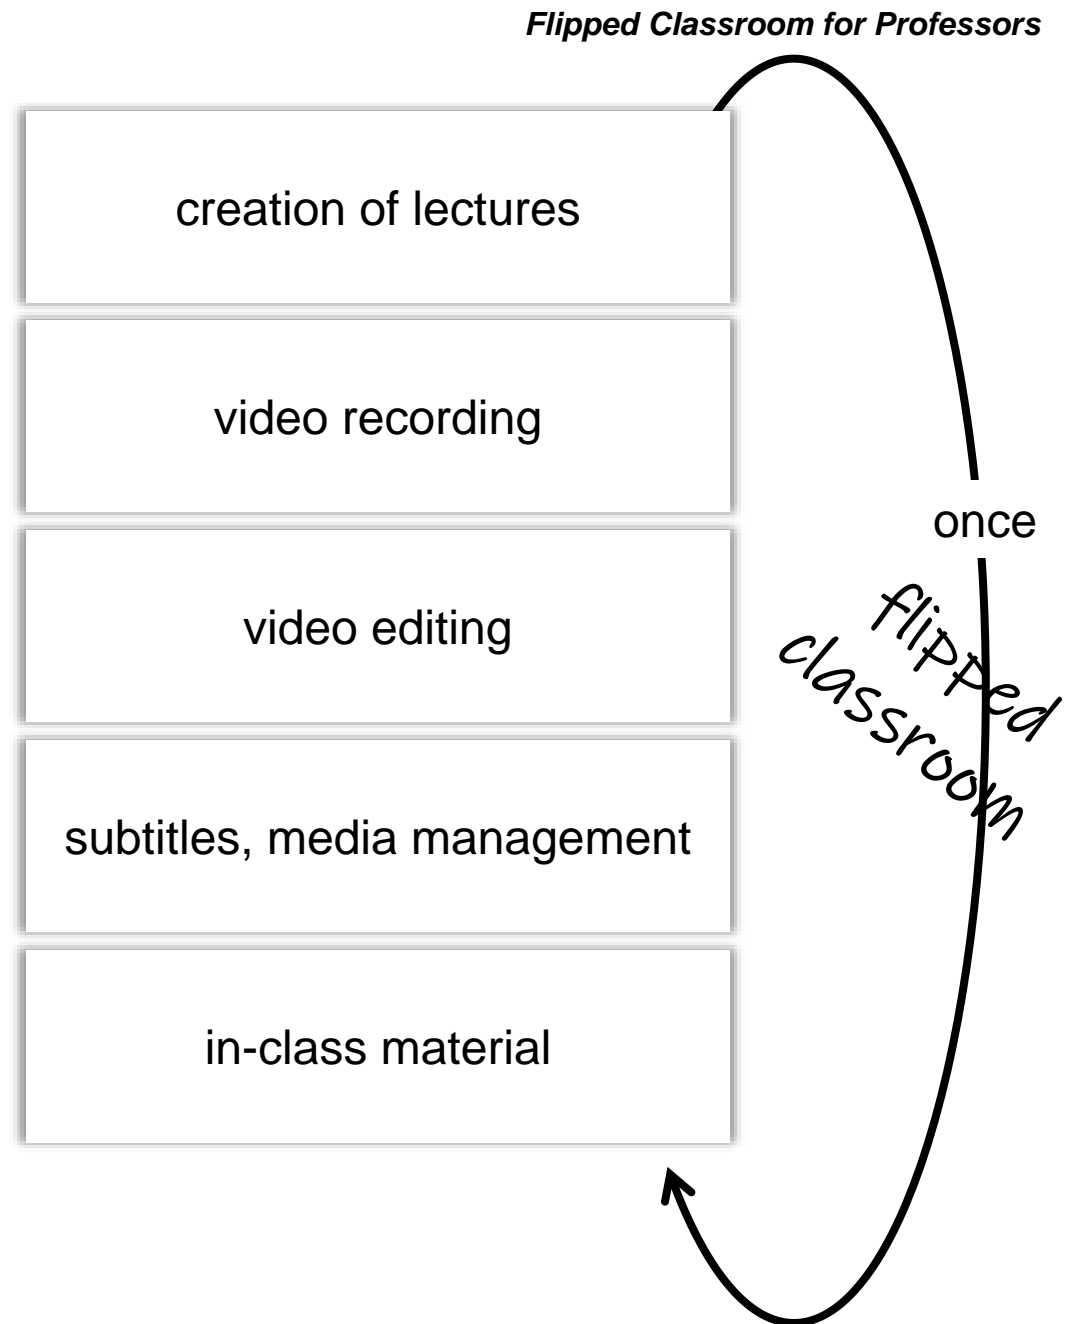 Flipped Classroom for Professors
creation of lectures
video recording
once
video editing
flipped
classroom
subtitles, media management
in-class material